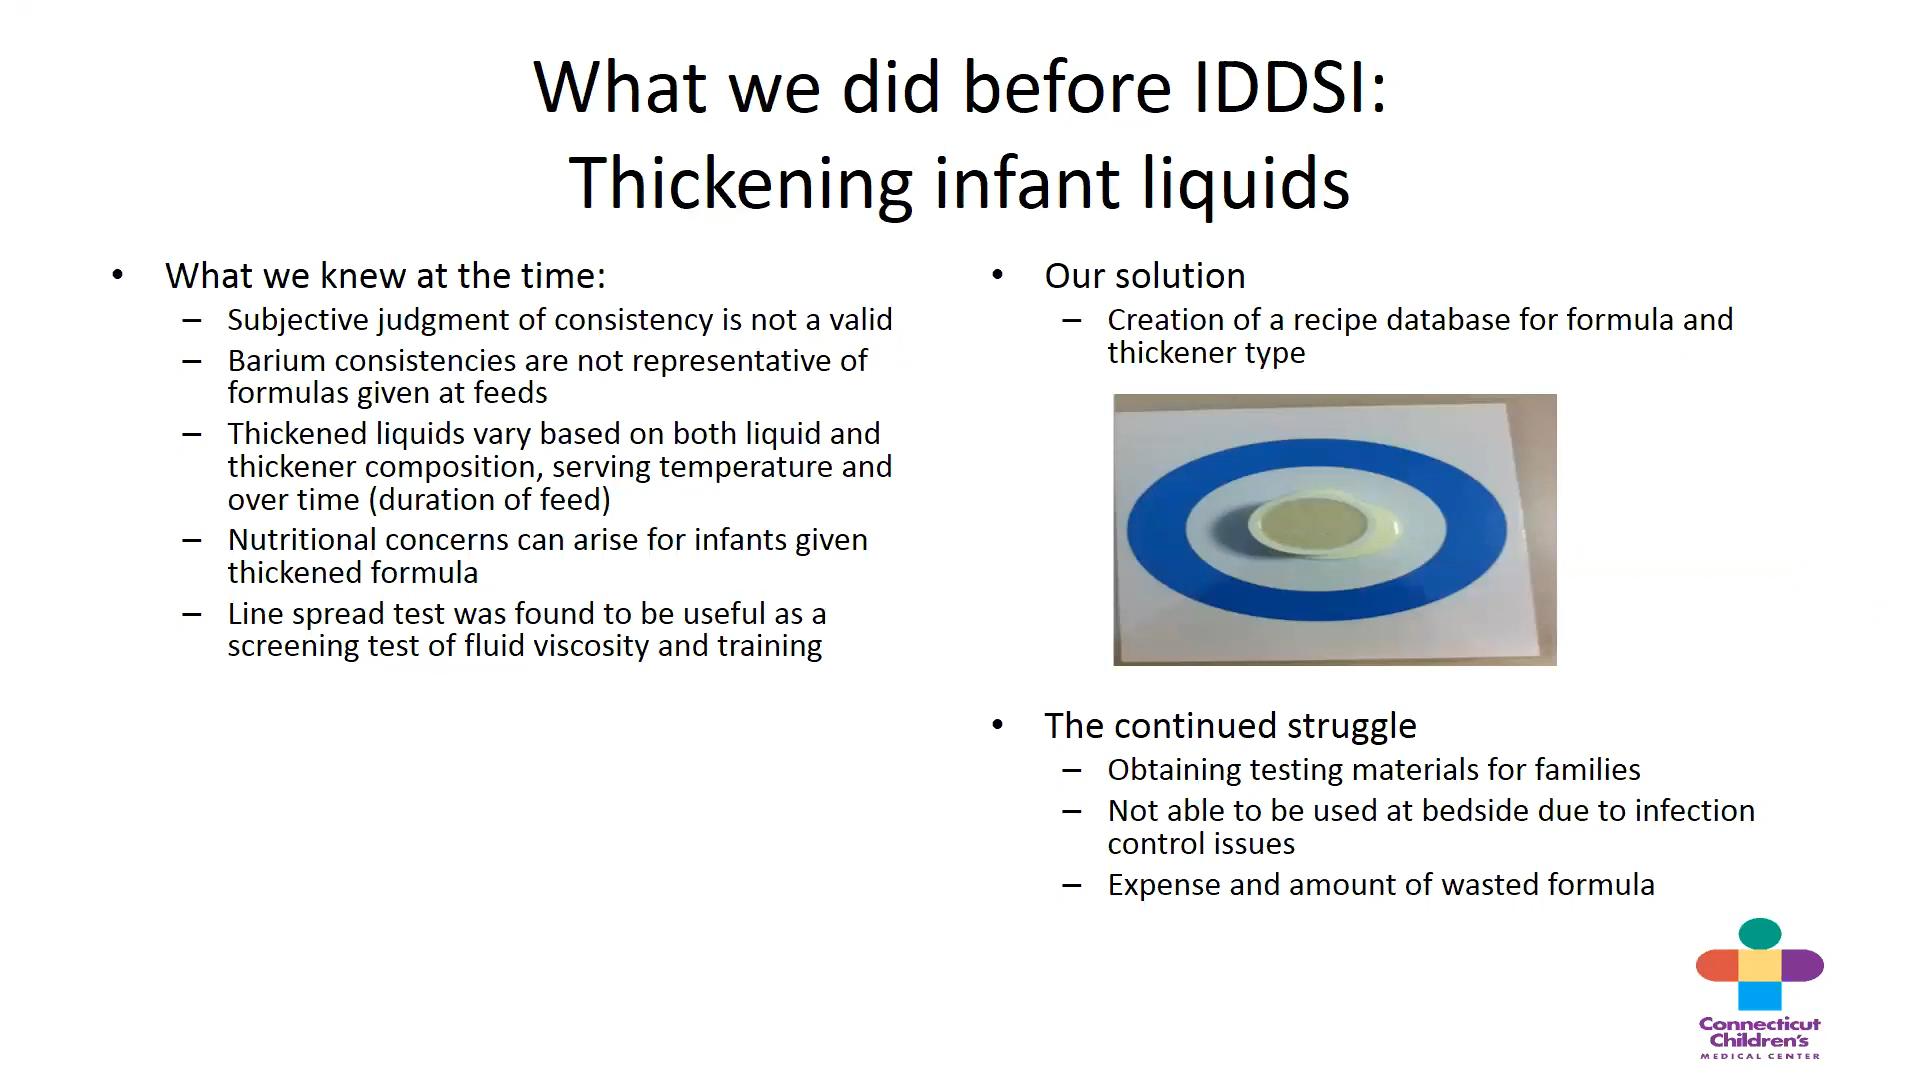 What we did before IDDSI:
Thickening infant liquids
• What we knew at the time:
– Subjective judgment of consistency is not a valid
– Barium consistencies are not representative of
formulas given at feeds
– Thickened liquids vary based on both liquid and
thickener composition, serving temperature and
over time (duration of feed)
– Nutritional concerns can arise for infants given
thickened formula
– Line spread test was found to be useful as a
screening test of fluid viscosity and training
• Our solution
– Creation of a recipe database for formula and
thickener type
• The continued struggle
– Obtaining testing materials for families
– Not able to be used at bedside due to infection
control issues
– Expense and amount of wasted formula
Connecticut
Children's
MEDICAL CENTER